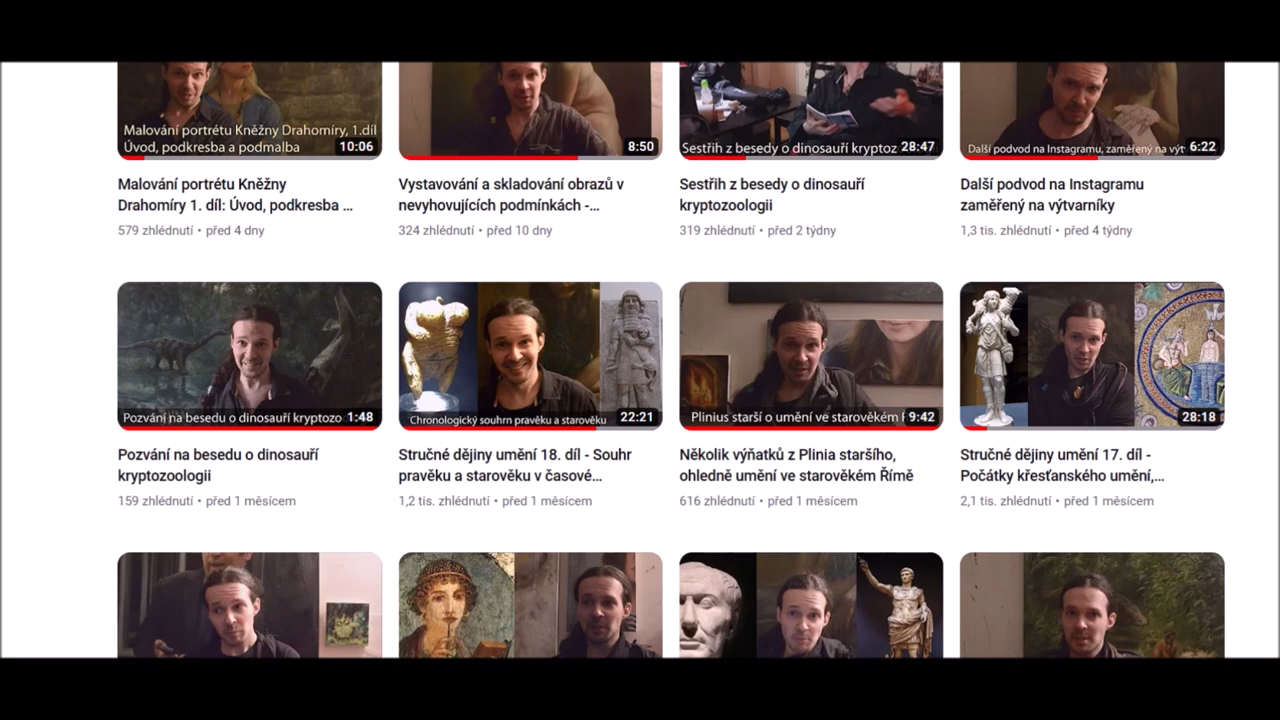 Malování portrétu Kněžny Drahomíry, 1.díl
Úvod, podkresba a podmalba
10:06
8:50
Sestřih z besedy o dinosauří kryptoz
28:47
Další podvod na Instagramu, zaměřený na výt
6:22
Malování portrétu Kněžny
Drahomíry 1. díl: Úvod, podkresba ...
579 zhlédnutí • před 4 dny
Vystavování a skladování obrazů v
nevyhovujících podmínkách -...
324 zhlédnutí • před 10 dny
Sestřih z besedy o dinosauří
kryptozoologii
319 zhlédnutí • před 2 týdny
Další podvod na Instagramu
zaměřený na výtvarníky
1,3 tis. zhlédnutí • před 4 týdny
Pozvání na besedu o dinosauří kryptozo
1:48
Chronologický souhrn pravěku a starověku
22:21
Plinius starší o umění ve starověkém Ř
9:42
28:18
Pozvání na besedu o dinosauří
kryptozoologii
159 zhlédnutí • před 1 měsícem
Stručné dějiny umění 18. díl - Souhr
pravěku a starověku v časové...
1,2 tis. zhlédnutí • před 1 měsícem
Několik výňatků z Plinia staršího,
ohledně umění ve starověkém Římě
616 zhlédnutí • před 1 měsícem
Stručné dějiny umění 17. díl -
Počátky křesťanského umění,...
2,1 tis. zhlédnutí • před 1 měsícem